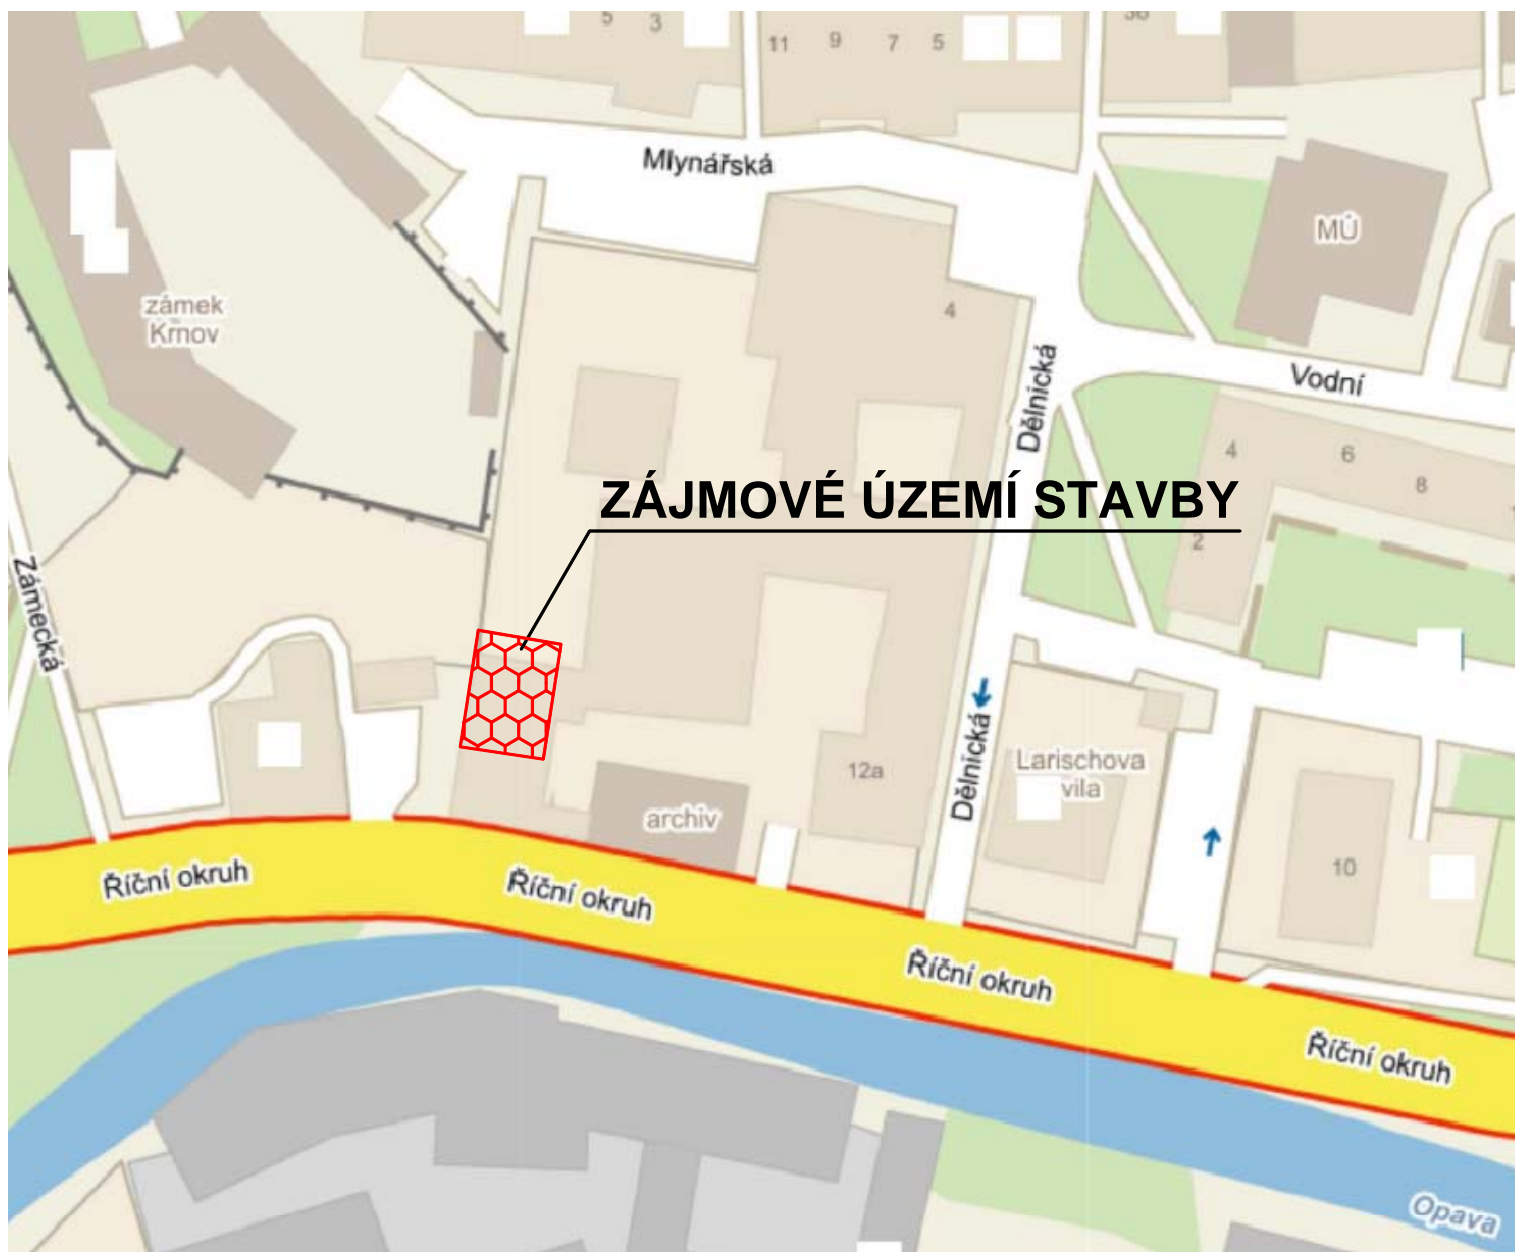 5
3
11
9
7
5
Mlynářská
MÚ
zámek
Krnov
4
Dělnická
Vodní
4
6
8
ZÁJMOVÉ ÚZEMÍ STAVBY
2
Zámecká
Dělnická
Larischova
vila
12a
archiv
10
Říční okruh
Říční okruh
Říční okruh
Říční okruh
Opava